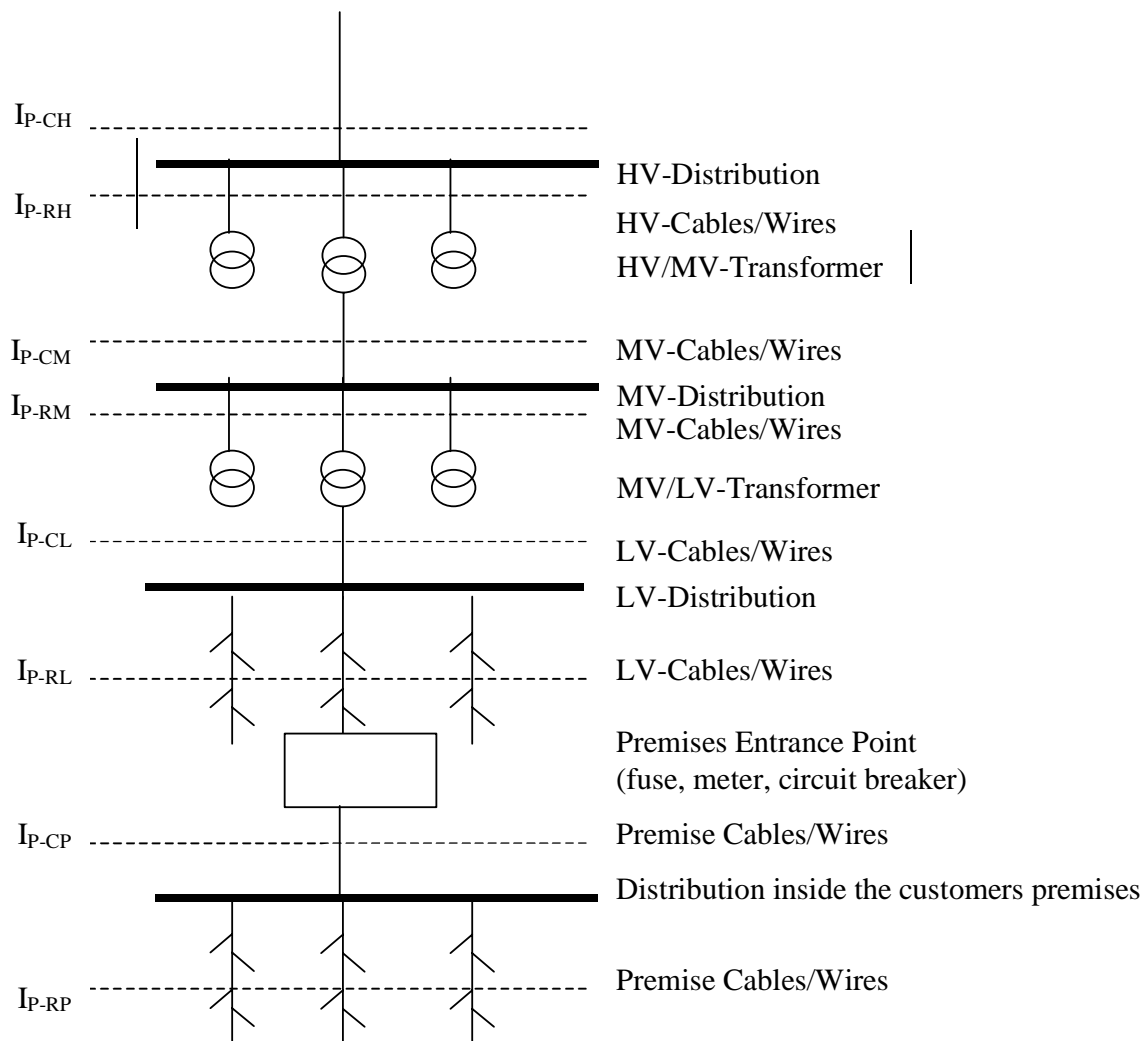 I_P-CH
HV-Distribution
I_P-RH
HV-Cables/Wires
HV/MV-Transformer
I_P-CM
MV-Cables/Wires
MV-Distribution
I_P-RM
MV-Cables/Wires
MV/LV-Transformer
I_P-CL
LV-Cables/Wires
LV-Distribution
I_P-RL
LV-Cables/Wires
Premises Entrance Point
(fuse, meter, circuit breaker)
I_P-CP
Premise Cables/Wires
Distribution inside the customers premises
Premise Cables/Wires
I_P-RP